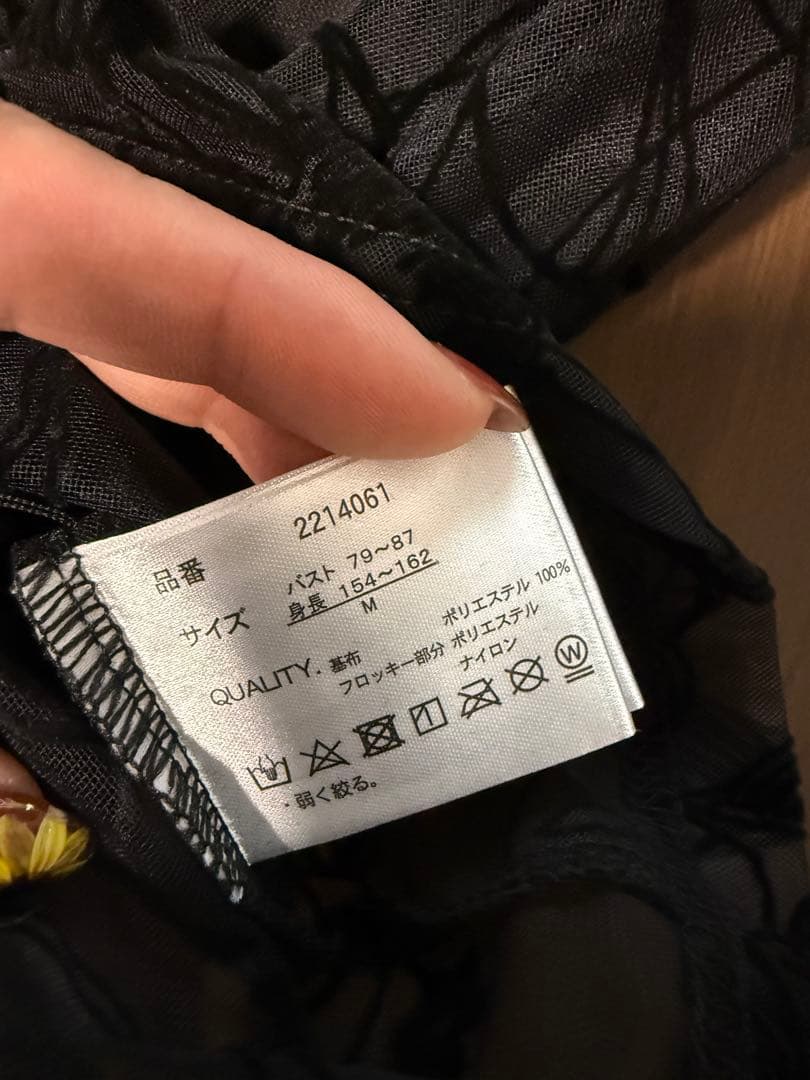 品番 2214061
サイズ バスト 79～87
身長 154～162
M
QUALITY. 基布 ポリエステル 100%
フロッキー部分 ポリエステル
ナイロン
W
・弱く絞る。